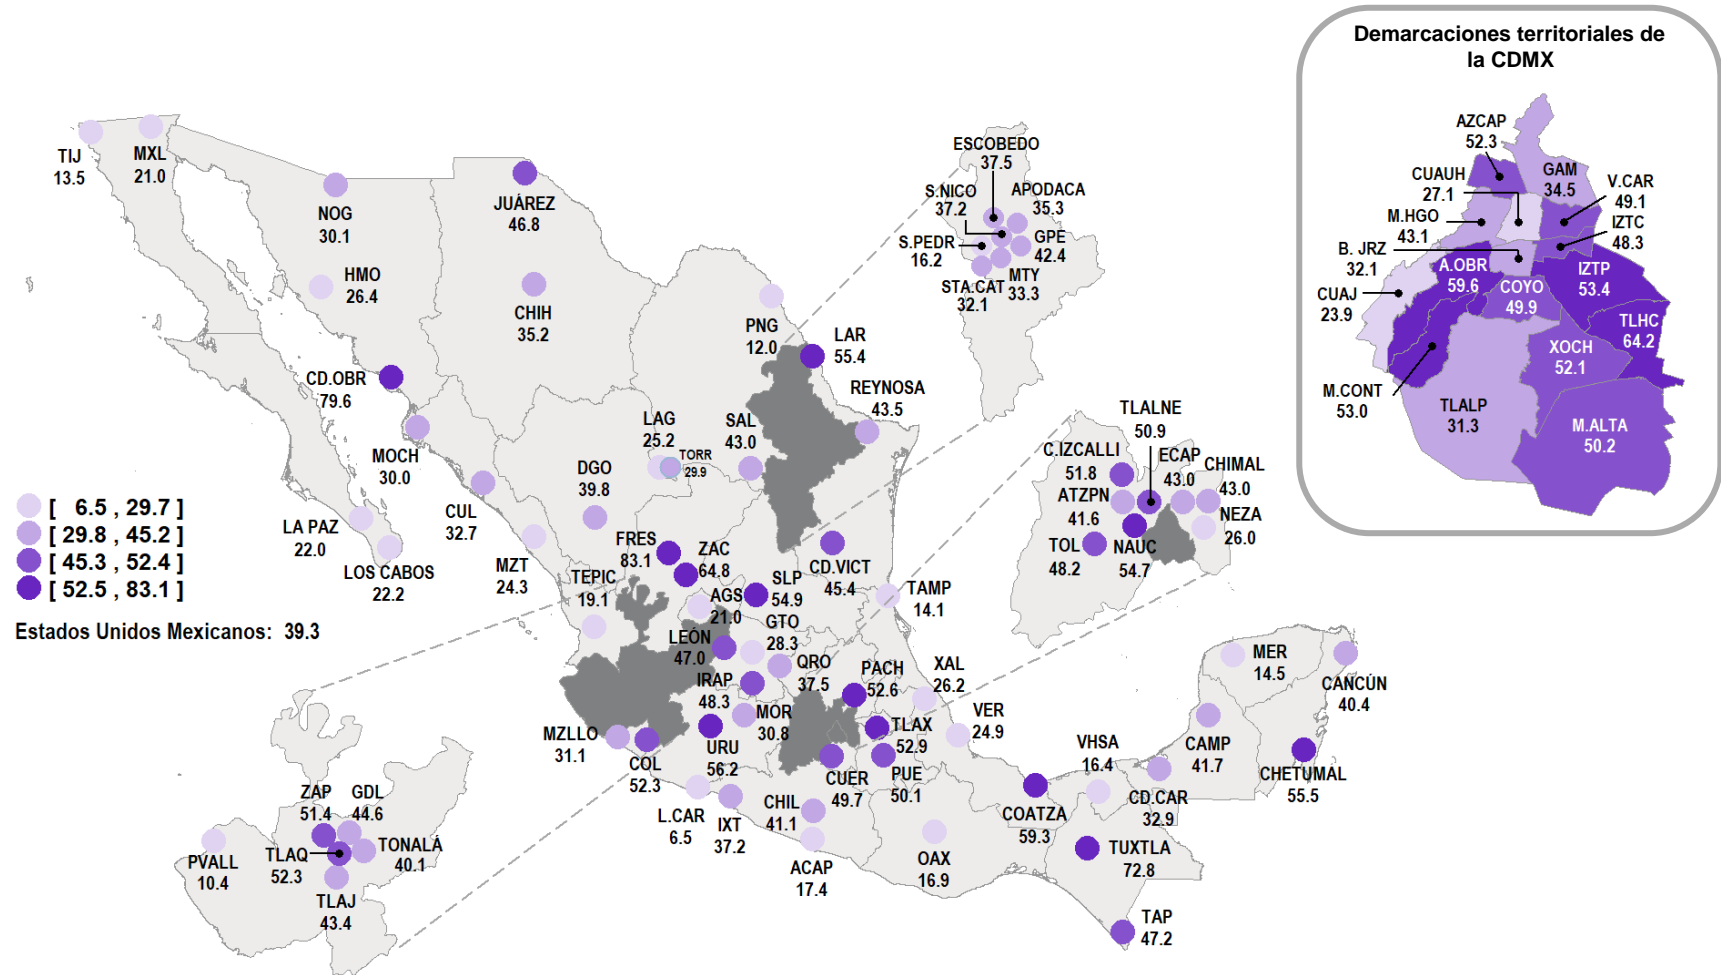 Demarcaciones territoriales de
la CDMX
AZCAP
52.3
CUAUH
27.1
GAM
34.5
V.CAR
49.1
M.HGO
43.1
IZTC
48.3
B. JRZ
32.1
A.OBR
59.6
IZTP
53.4
COYO
49.9
CUAJ
23.9
TLHC
64.2
XOCH
52.1
M.CONT
53.0
TLALP
31.3
M.ALTA
50.2
TIJ
13.5
MXL
21.0
NOG
30.1
JUÁREZ
46.8
HMO
26.4
CHIH
35.2
CD.OBR
79.6
MOCH
30.0
CUL
32.7
LA PAZ
22.0
LOS CABOS
22.2
MZT
24.3
DGO
39.8
LAG
25.2
TORR
29.9
SAL
43.0
PNG
12.0
LAR
55.4
REYNOSA
43.5
ESCOBEDO
37.5
S.NICO
37.2
APODACA
35.3
S.PEDR
16.2
GPE
42.4
STA.CAT
32.1
MTY
33.3
[ 6.5 , 29.7 ]
[ 29.8 , 45.2 ]
[ 45.3 , 52.4 ]
[ 52.5 , 83.1 ]
Estados Unidos Mexicanos: 39.3
FRES
83.1
ZAC
64.8
TEPIC
19.1
AGS
21.0
SLP
54.9
CD.VICT
45.4
TAMP
14.1
LEÓN
47.0
GTO
28.3
IRAP
48.3
QRO
37.5
PACH
52.6
XAL
26.2
MOR
30.8
URU
56.2
MZLLO
31.1
COL
52.3
TLAX
52.9
VER
24.9
CUER
49.7
PUE
50.1
L.CAR
6.5
IXT
37.2
CHIL
41.1
ACAP
17.4
OAX
16.9
COATZA
59.3
VHSA
16.4
CD.CAR
32.9
CAMP
41.7
MER
14.5
CANCÚN
40.4
CHETUMAL
55.5
TUXTLA
72.8
TAP
47.2
TLALNE
50.9
C.IZCALLI
51.8
ECAP
43.0
CHIMAL
43.0
ATZPN
41.6
NEZA
26.0
TOL
48.2
NAUC
54.7
ZAP
51.4
GDL
44.6
PVALL
10.4
TLAQ
52.3
TONALÁ
40.1
TLAJ
43.4